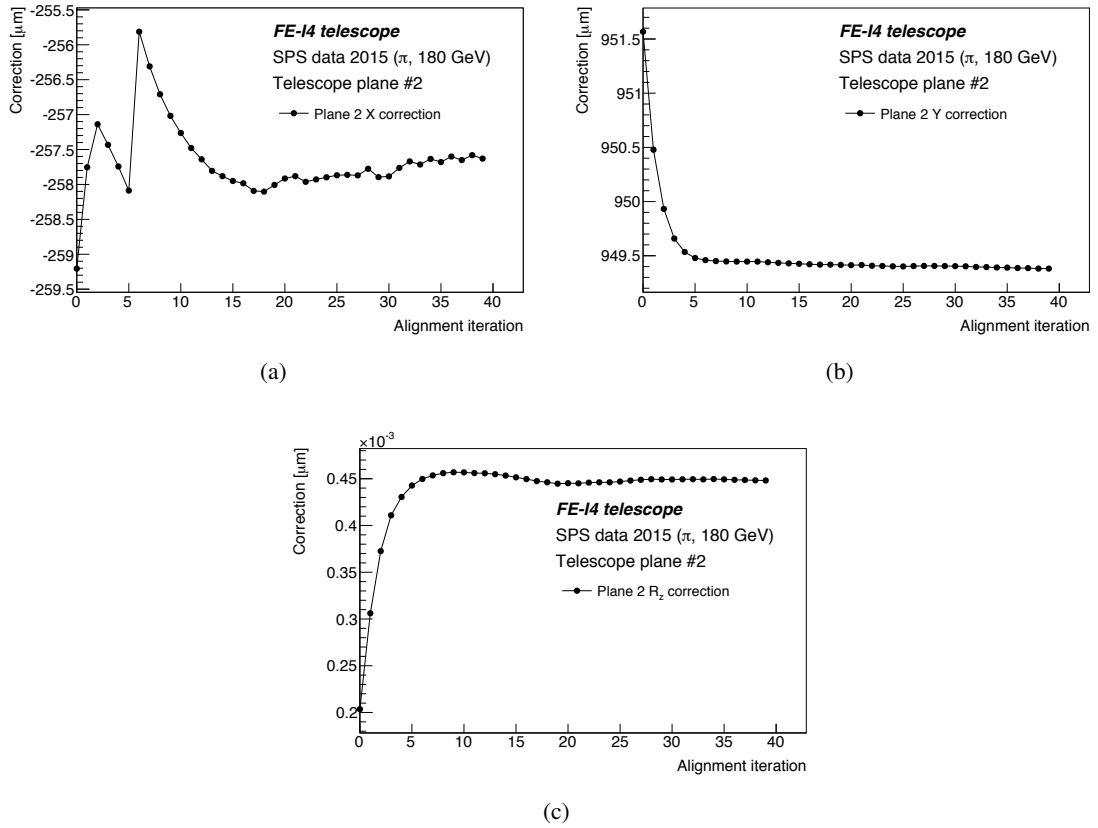 Correction [μm]
-255.5
-256
-256.5
-257
-257.5
-258
-258.5
-259
-259.5
FE-I4 telescope
SPS data 2015 (π, 180 GeV)
Telescope plane #2
Plane 2 X correction
0 5 10 15 20 25 30 35 40
Alignment iteration
(a)
Correction [μm]
951.5
951
950.5
950
949.5
FE-I4 telescope
SPS data 2015 (π, 180 GeV)
Telescope plane #2
Plane 2 Y correction
0 5 10 15 20 25 30 35 40
Alignment iteration
(b)
×10⁻³
Correction [μm]
0.45
0.4
0.35
0.3
0.25
0.2
FE-I4 telescope
SPS data 2015 (π, 180 GeV)
Telescope plane #2
Plane 2 R_z correction
0 5 10 15 20 25 30 35 40
Alignment iteration
(c)